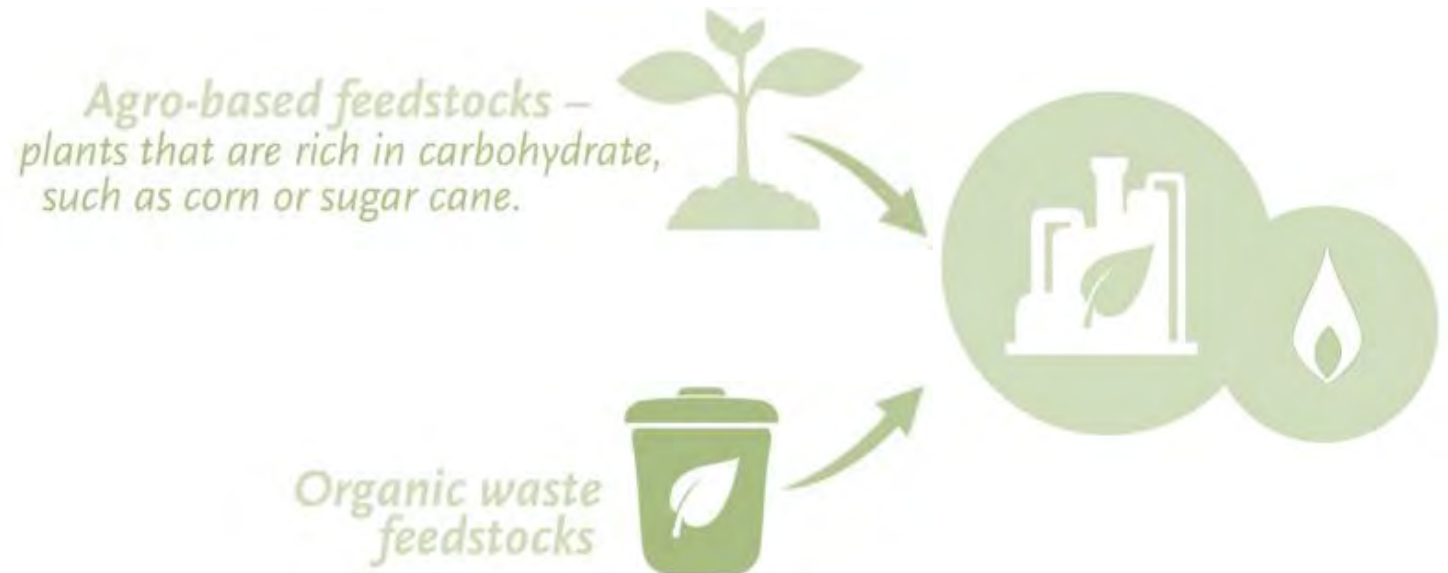 Agro-based feedstocks –
plants that are rich in carbohydrate,
such as corn or sugar cane.
Organic waste
feedstocks